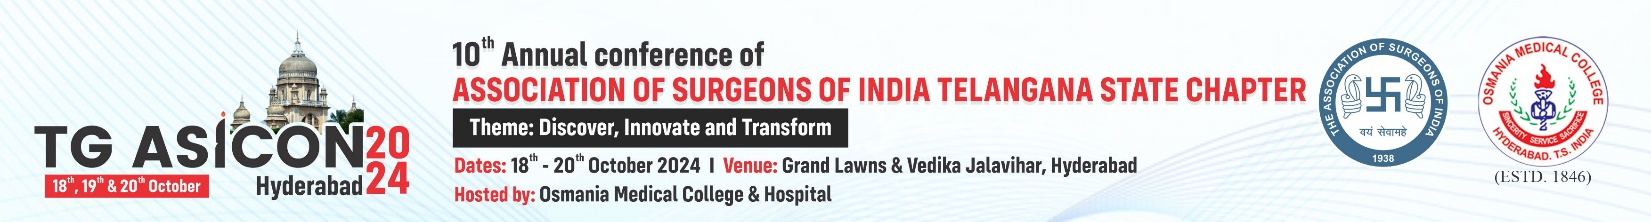 TG ASICON 2024
18th, 19th & 20th October
Hyderabad
10th Annual conference of
ASSOCIATION OF SURGEONS OF INDIA TELANGANA STATE CHAPTER
Theme: Discover, Innovate and Transform
Dates: 18th - 20th October 2024 I Venue: Grand Lawns & Vedika Jalavihar, Hyderabad
Hosted by: Osmania Medical College & Hospital
THE ASSOCIATION OF SURGEONS OF INDIA
वयं सेवामहे
1938
OSMANIA MEDICAL COLLEGE
SINCERITY SERVICE SACRIFICE
HYDERABAD. T.S. INDIA
(ESTD. 1846)